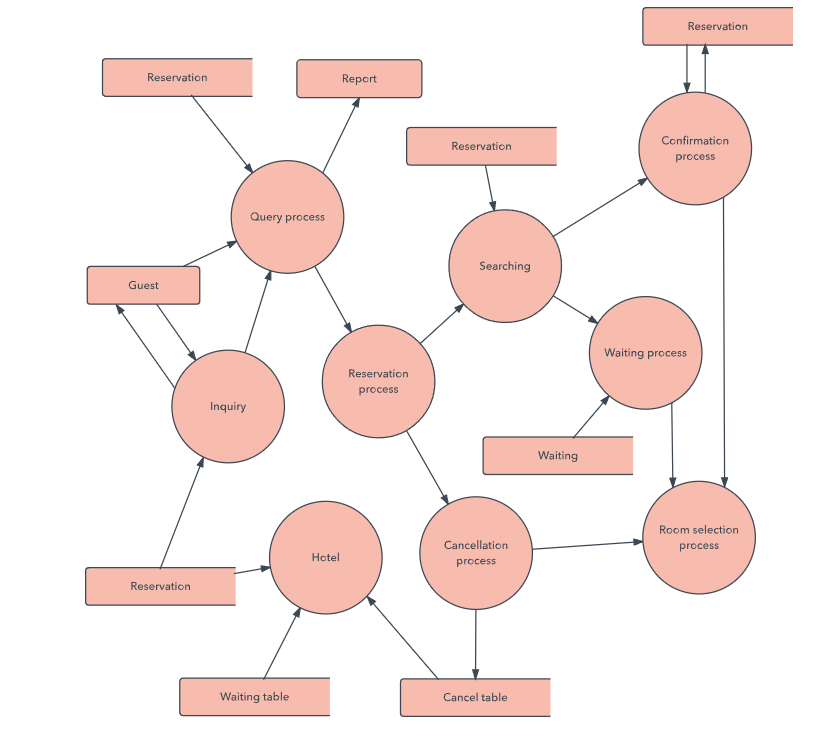 Reservation
Reservation
Report
Reservation
Confirmation
process
Query process
Searching
Guest
Waiting process
Reservation
process
Inquiry
Waiting
Room selection
process
Cancellation
process
Hotel
Reservation
Waiting table
Cancel table